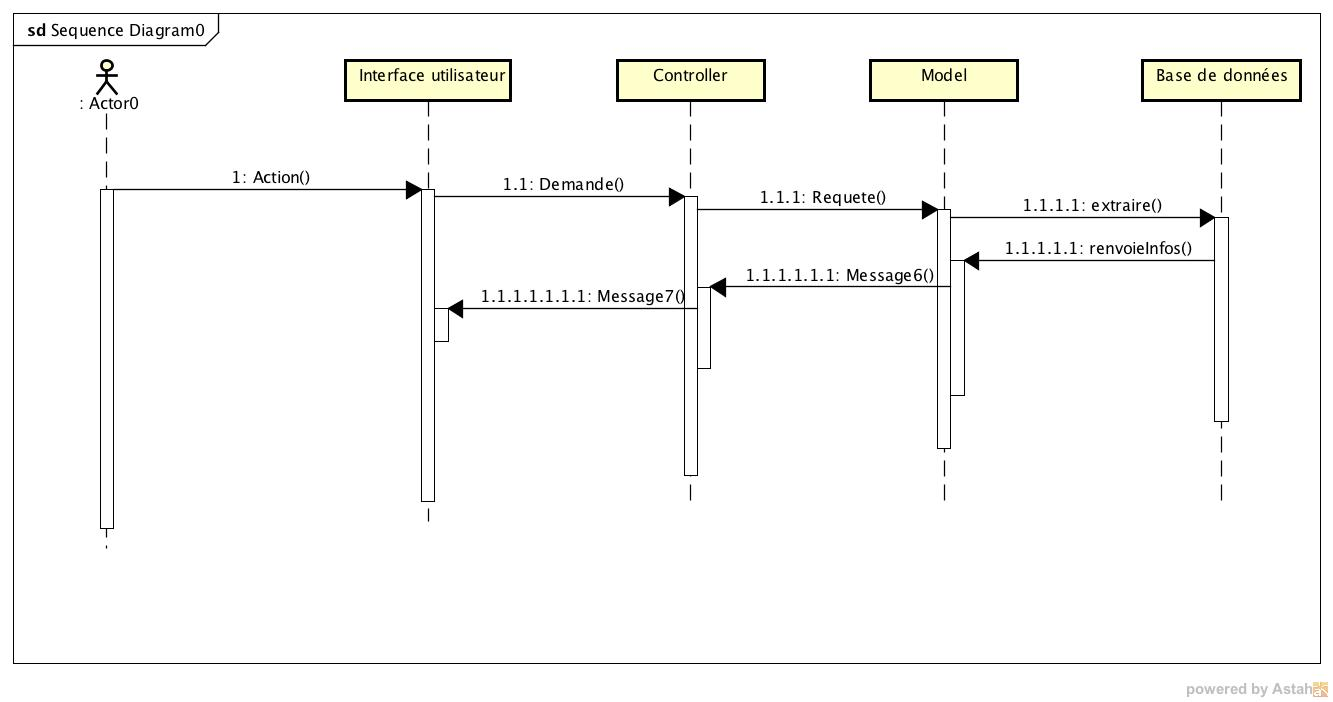 sd Sequence Diagram0
: Actor0
Interface utilisateur
Controller
Model
Base de données
1: Action()
1.1: Demande()
1.1.1: Requete()
1.1.1.1: extraire()
1.1.1.1.1: renvoieInfos()
1.1.1.1.1.1: Message6()
1.1.1.1.1.1.1: Message7()
powered by Astah